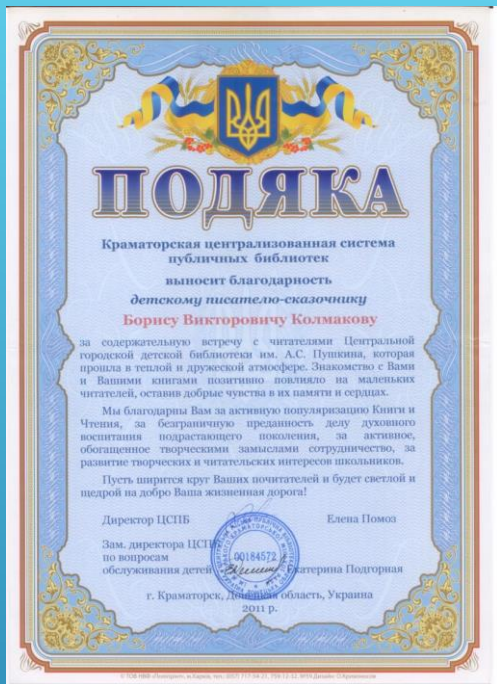 ПОДЯКА
Краматорская централизованная система
публичных библиотек
выносит благодарность
детскому писателю-сказочнику
Борису Викторовичу Колмакову
за содержательную встречу с читателями Центральной
городской детской библиотеки им. А.С. Пушкина, которая
прошла в теплой и дружеской атмосфере. Знакомство с Вами
и Вашими книгами позитивно повлияло на маленьких
читателей, оставив добрые чувства в их памяти и сердцах.
Мы благодарны Вам за активную популяризацию Книги и
Чтения, за безграничную преданность делу духовного
воспитания подрастающего поколения, за активное,
обогащенное творческими замыслами сотрудничество, за
развитие творческих и читательских интересов школьников.
Пусть ширится круг Ваших почитателей и будет светлой и
щедрой на добро Ваша жизненная дорога!
Директор ЦСПБ Елена Помоз
Зам. директора
по вопросам 00184572
обслуживания детей Екатерина Подгорная
г. Краматорск, Донецкая область, Украина
2011 р.